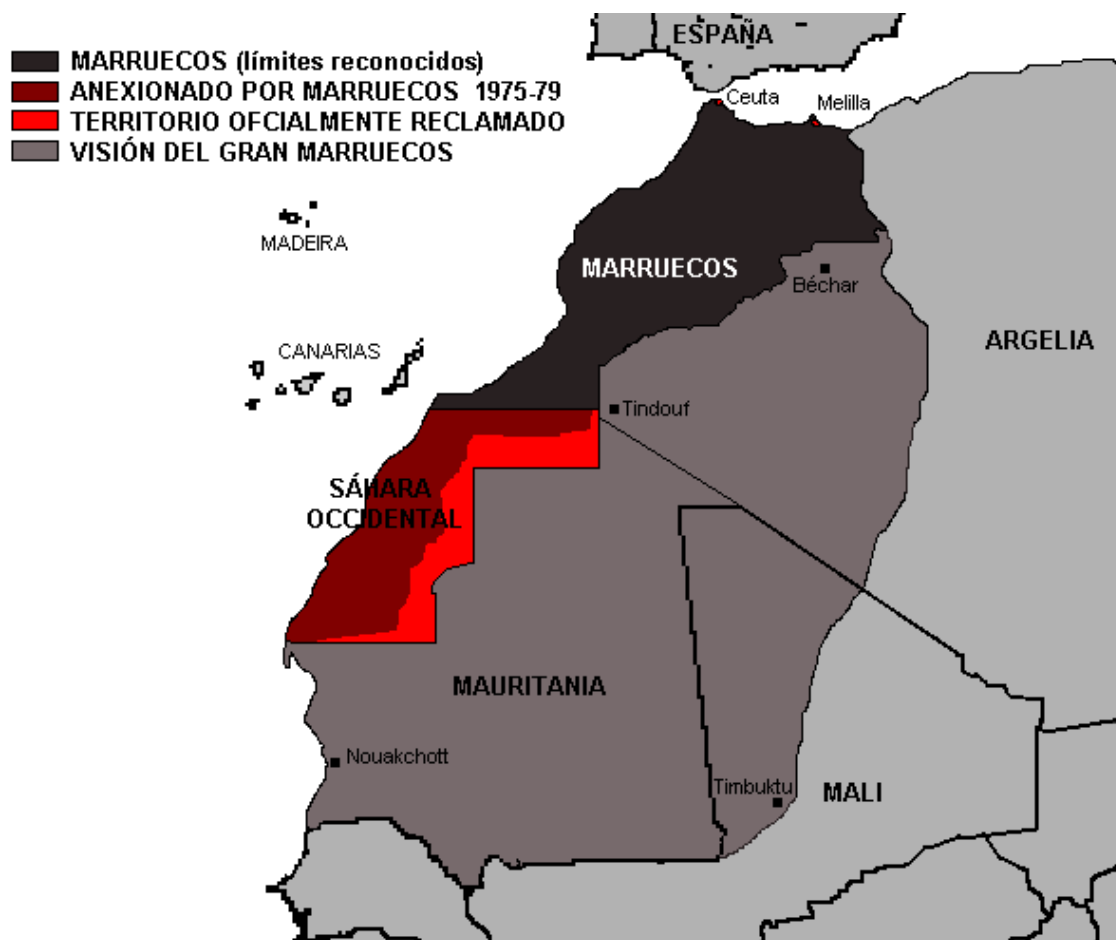 ESPAÑA
MARRUECOS (límites reconocidos)
ANEXIONADO POR MARRUECOS 1975-79
TERRITORIO OFCIALMENTE RECLAMADO
VISIÓN DEL GRAN MARRUECOS
Ceuta
Melilla
MADEIRA
MARRUECOS
Béchar
ARGELIA
CANARIAS
Tindouf
SÁHARA
OCCIDENTAL
MAURITANIA
Nouakchott
Timbuktu
MALI